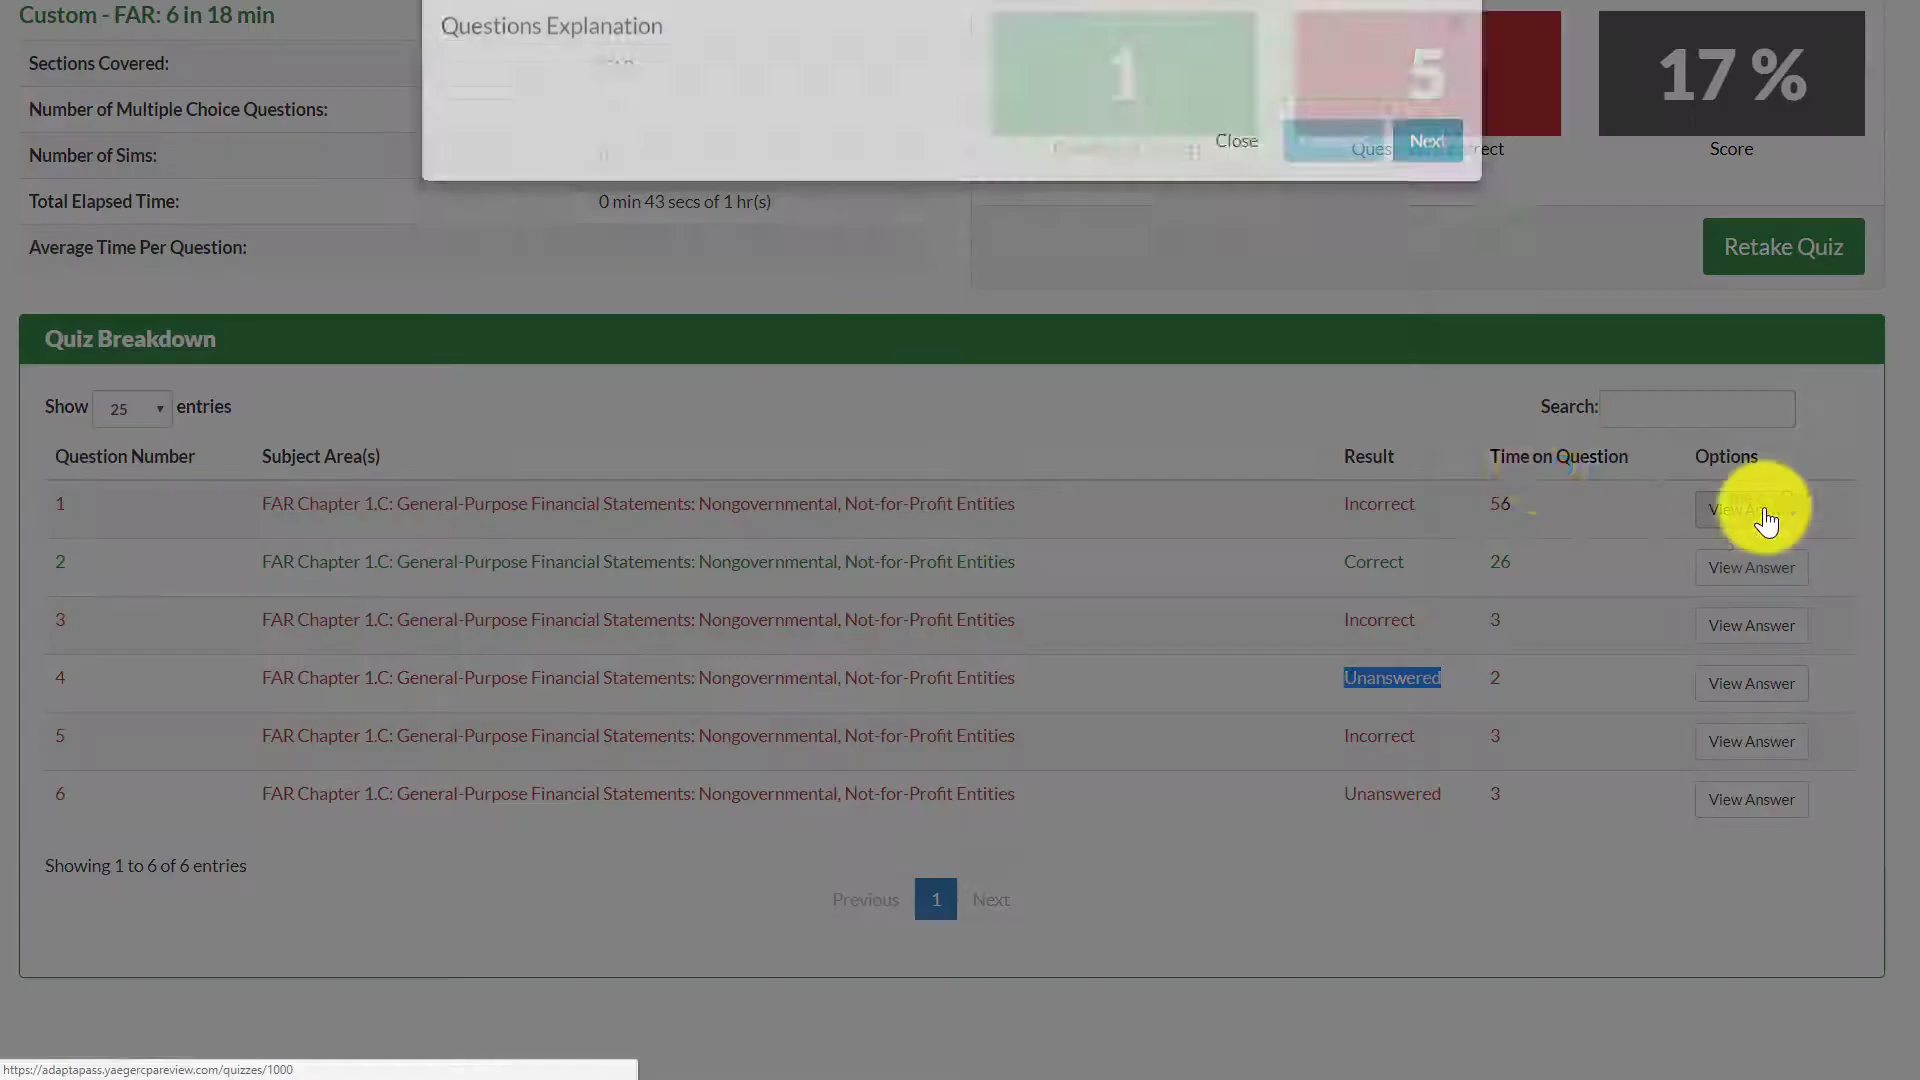 Custom - FAR: 6 in 18 min
Questions Explanation
1
5
17 %
Sections Covered:
Number of Multiple Choice Questions:
Close
Next
Number of Sims:
Score
Total Elapsed Time:
0 min 43 secs of 1 hr(s)
Average Time Per Question:
Retake Quiz
Quiz Breakdown
Show 25 entries
Search:
Question Number Subject Area(s) Result Time on Question Options
1 FAR Chapter 1.C: General-Purpose Financial Statements: Nongovernmental, Not-for-Profit Entities Incorrect 56
2 FAR Chapter 1.C: General-Purpose Financial Statements: Nongovernmental, Not-for-Profit Entities Correct 26 View Answer
3 FAR Chapter 1.C: General-Purpose Financial Statements: Nongovernmental, Not-for-Profit Entities Incorrect 3 View Answer
4 FAR Chapter 1.C: General-Purpose Financial Statements: Nongovernmental, Not-for-Profit Entities Unanswered 2 View Answer
5 FAR Chapter 1.C: General-Purpose Financial Statements: Nongovernmental, Not-for-Profit Entities Incorrect 3 View Answer
6 FAR Chapter 1.C: General-Purpose Financial Statements: Nongovernmental, Not-for-Profit Entities Unanswered 3 View Answer
Showing 1 to 6 of 6 entries
Previous 1 Next
https://adaptapass.yaegercpareview.com/quizzes/1000